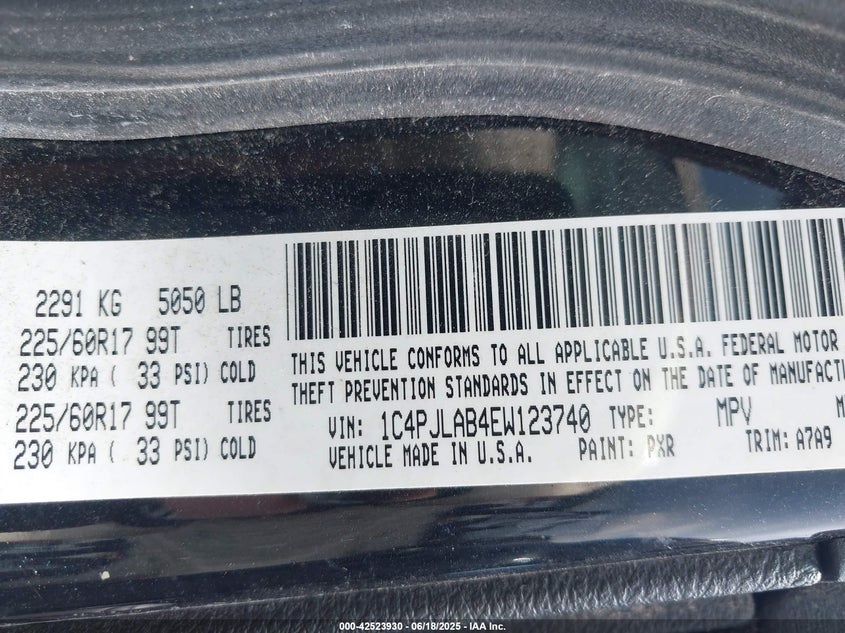 2291 KG 5050 LB
225/60R17 99T TIRES
230 KPA ( 33 PSI) COLD
225/60R17 99T TIRES
230 KPA ( 33 PSI) COLD
THIS VEHICLE CONFORMS TO ALL APPLICABLE U.S.A. FEDERAL MOTOR
THEFT PREVENTION STANDARDS IN EFFECT ON THE DATE OF MANUFACT
VIN: 1C4PJLAB4EW123740 TYPE: MPV M
VEHICLE MADE IN U.S.A. PAINT: PXR TRIM: A7A9
000-42523930 - 06/18/2025 - IAA Inc.